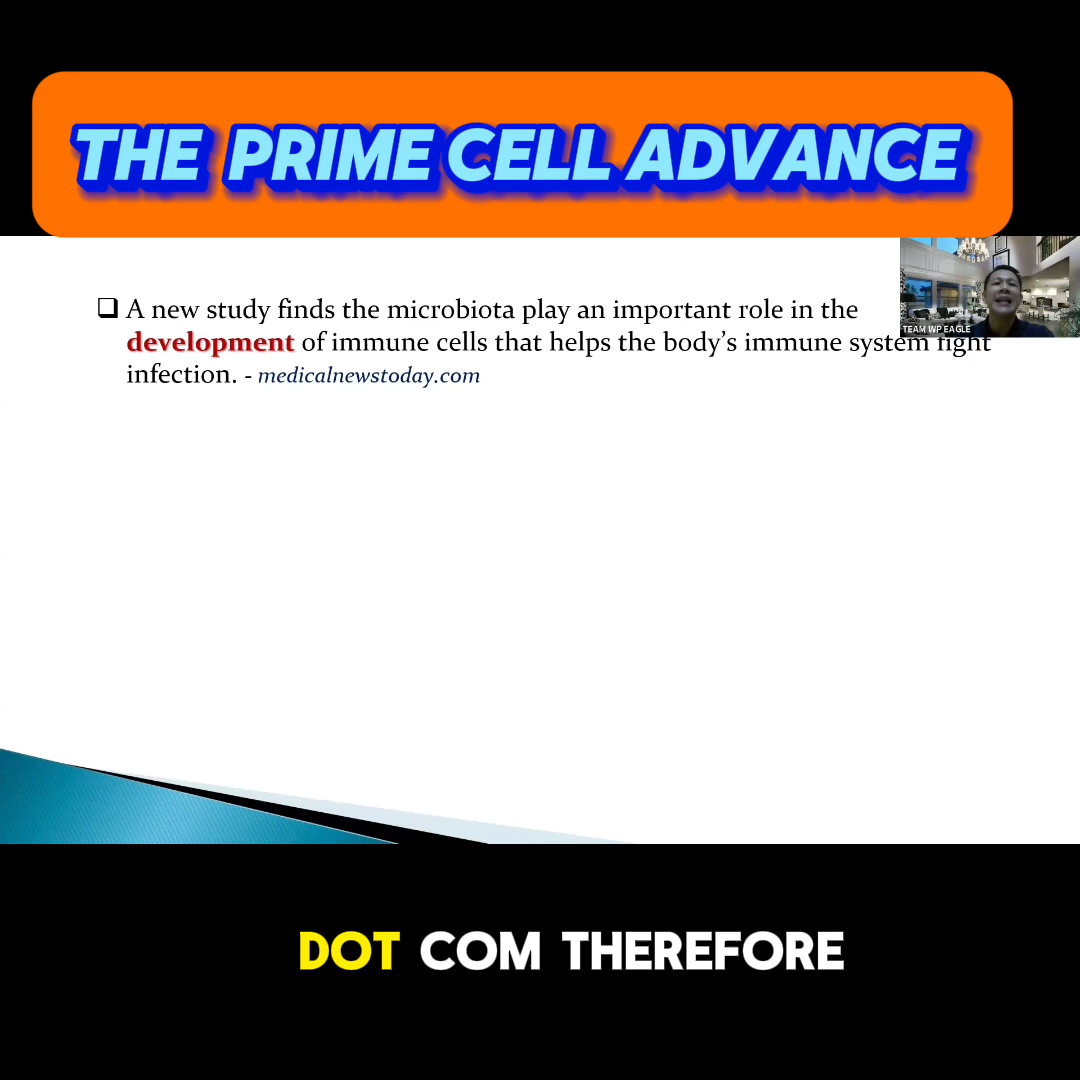 THE PRIME CELL ADVANCE
❑ A new study finds the microbiota play an important role in the
development of immune cells that helps the body's immune system fight
infection. - medicalnewstoday.com
TEAM WP EAGLE
DOT COM THEREFORE